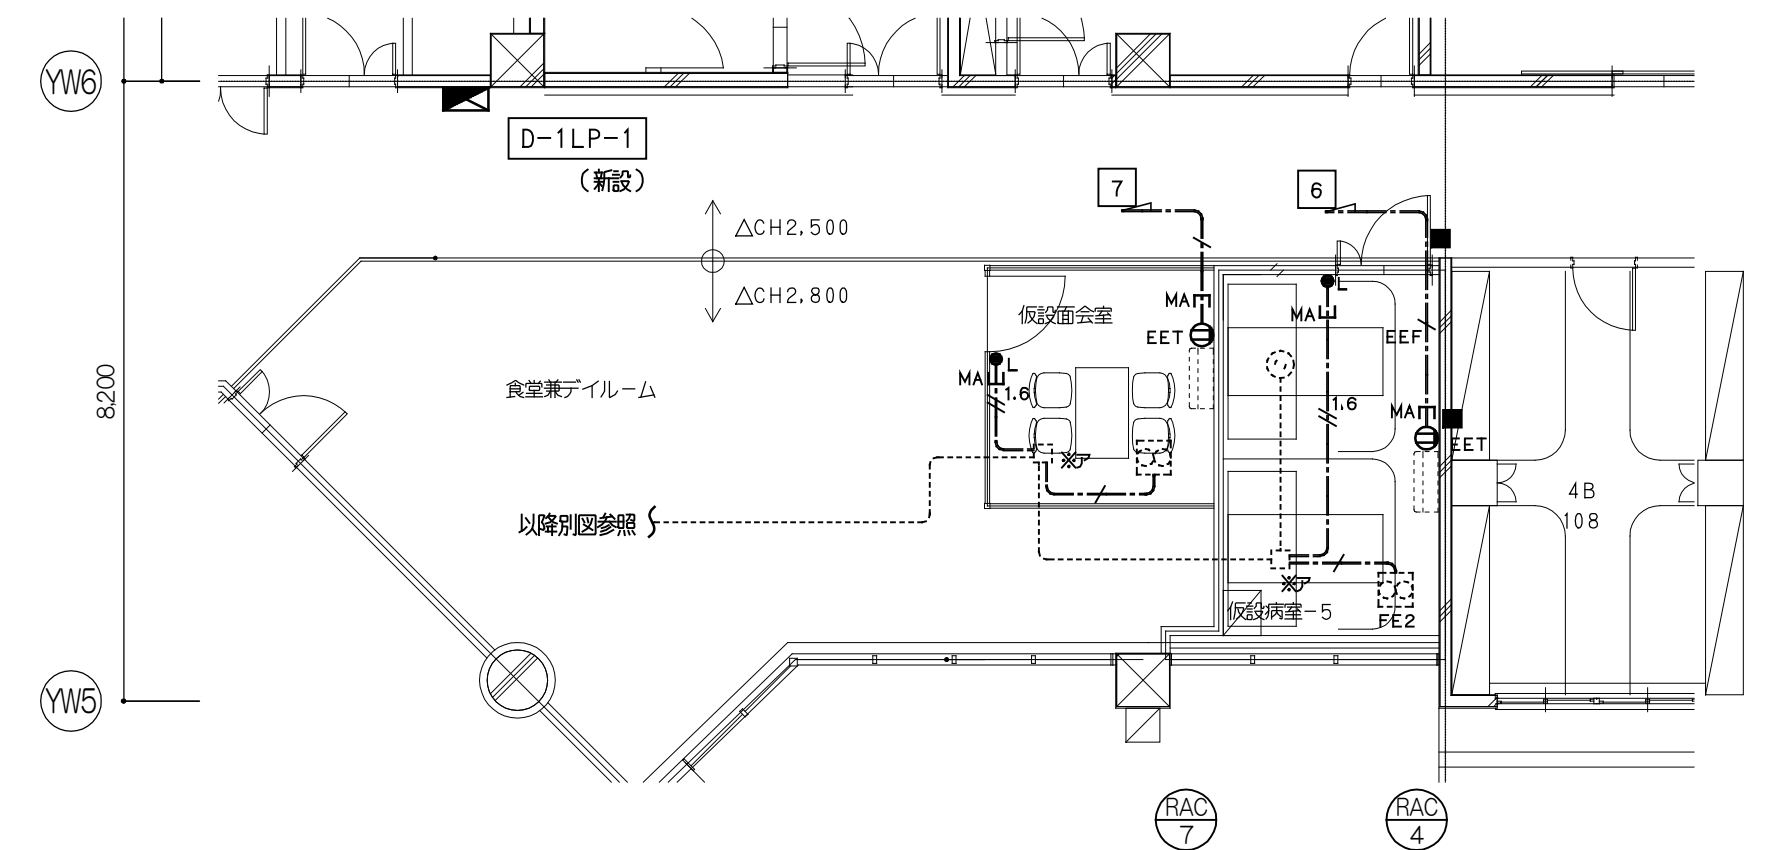 YW6
D-1LP-1
(新設)
7
6
△CH2,500
△CH2,800
仮設面会室
MA
EET
L
MA
EEF
8,200
食堂兼デイルーム
L
MA
1.6
1.6
MA
EET
※ア
4B
108
以降別図参照
※ア
仮設病室-5
FE2
YW5
RAC
7
RAC
4